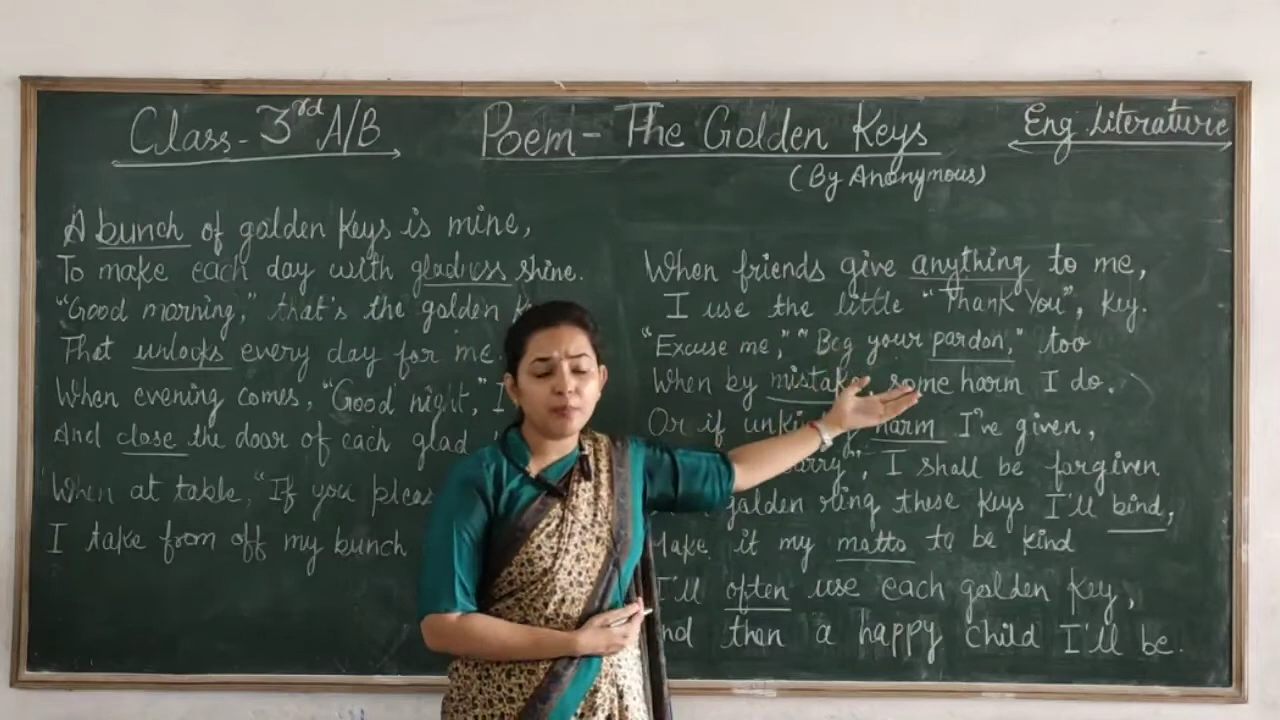 Class- 3rd A/B
Poem- The Golden Keys
Eng Literature
(By Anonymous)
A bunch of golden keys is mine,
To make each day with gladness shine.
"Good morning," that's the golden
That unlocks every day for me.
When evening comes, "Good night," I
And close the door of each glad
When at table, "If you
I take from off my bunch
When friends give anything to me,
I use the little "Thank You", key.
"Excuse me," "Beg your pardon," too
When by mistake some harm I do.
Or if harm I've given,
I shall be forgiven
golden ring these keys I'll bind,
Make it my motto to be kind
I'll often use each golden key,
And then a happy child I'll be.